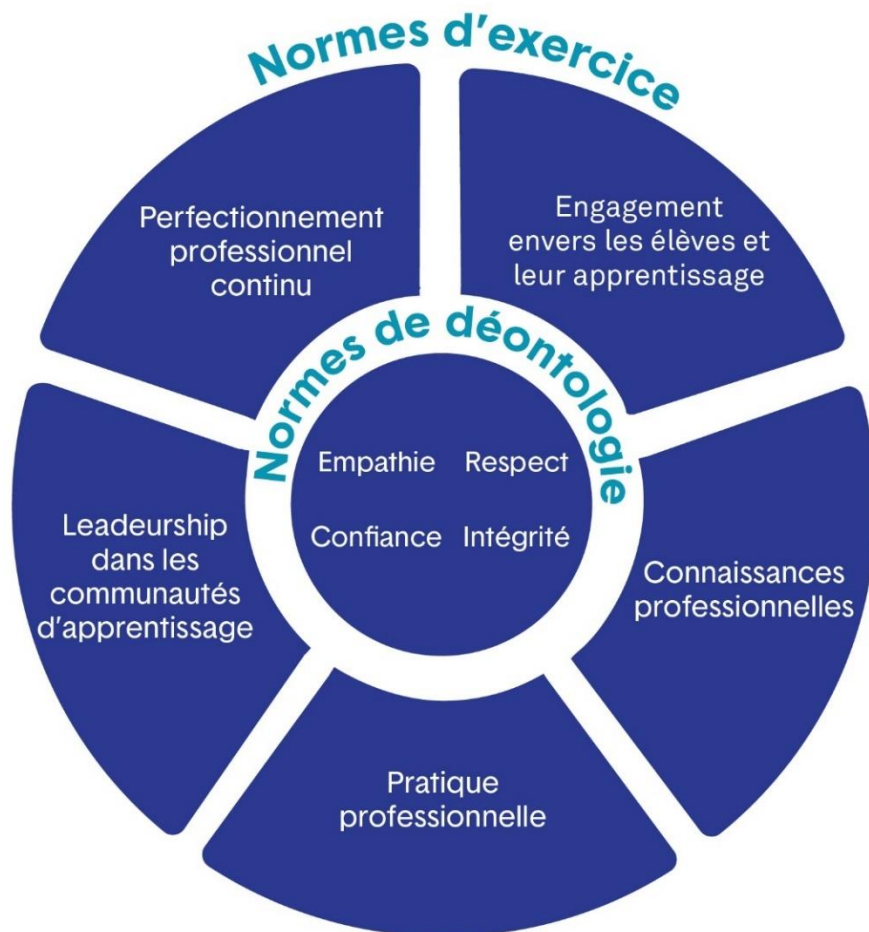 Normes d'exercice
Perfectionnement
professionnel
continu
Engagement
envers les élèves et
leur apprentissage
Normes de déontologie
Empathie Respect
Confiance Intégrité
Leadeurship
dans les
communautés
d'apprentissage
Connaissances
professionnelles
Pratique
professionnelle